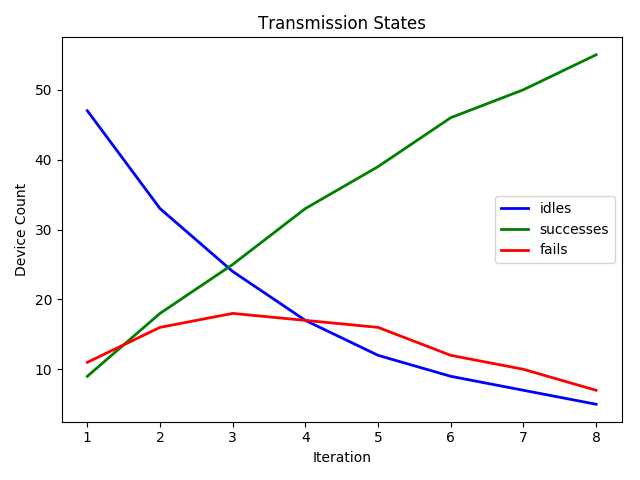 Transmission States
Device Count
50
40
30
20
10
idles
successes
fails
1 2 3 4 5 6 7 8
Iteration